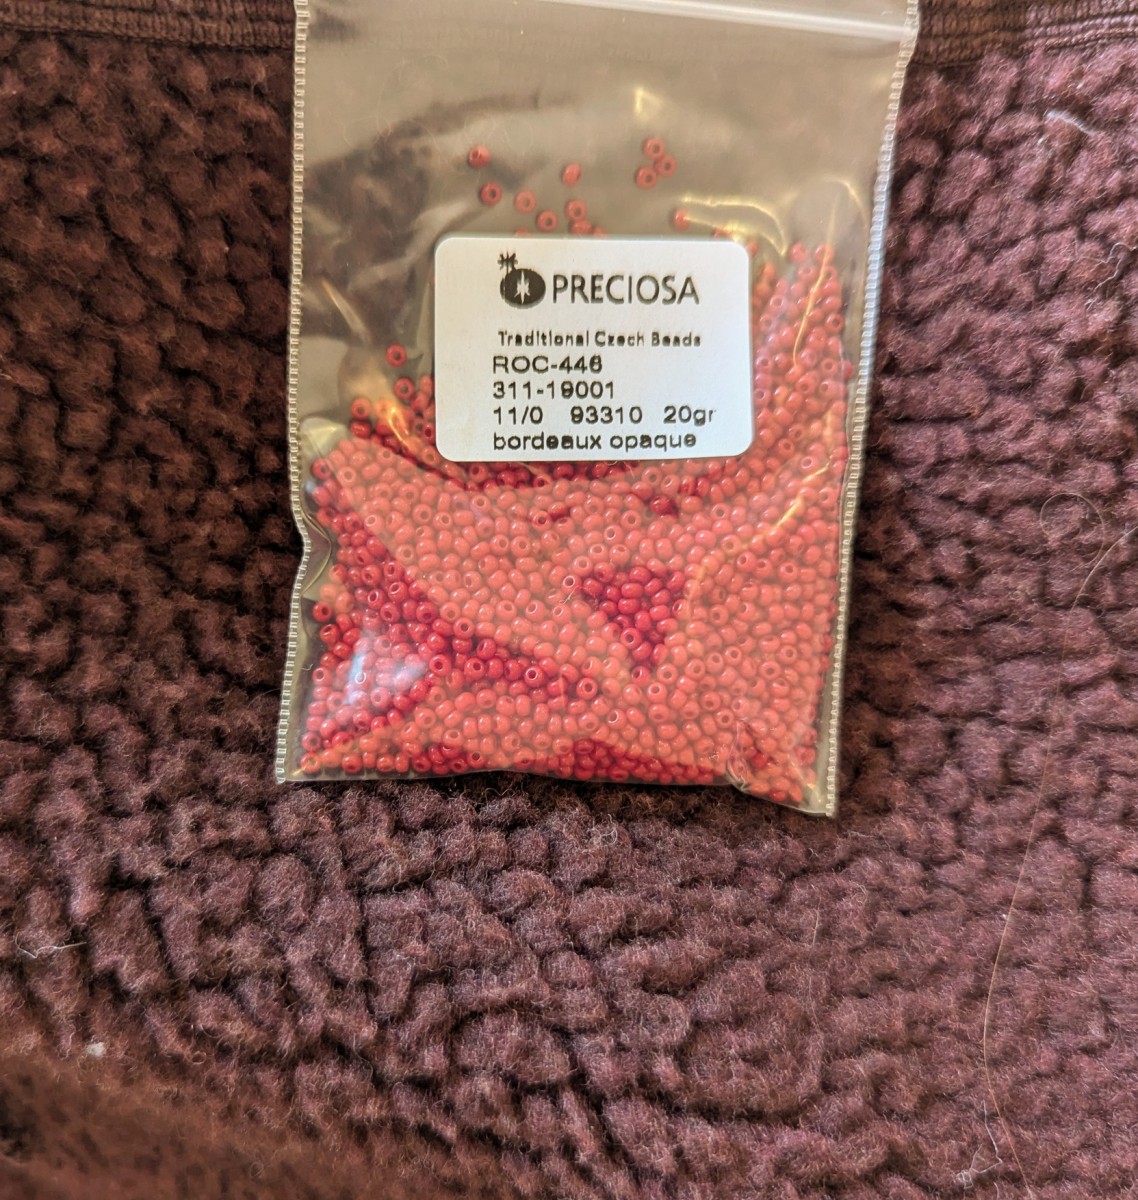 PRECIOSA
Traditional Czech Beads
ROC-446
311-19001
11/0 93310 20gr
bordeaux opaque